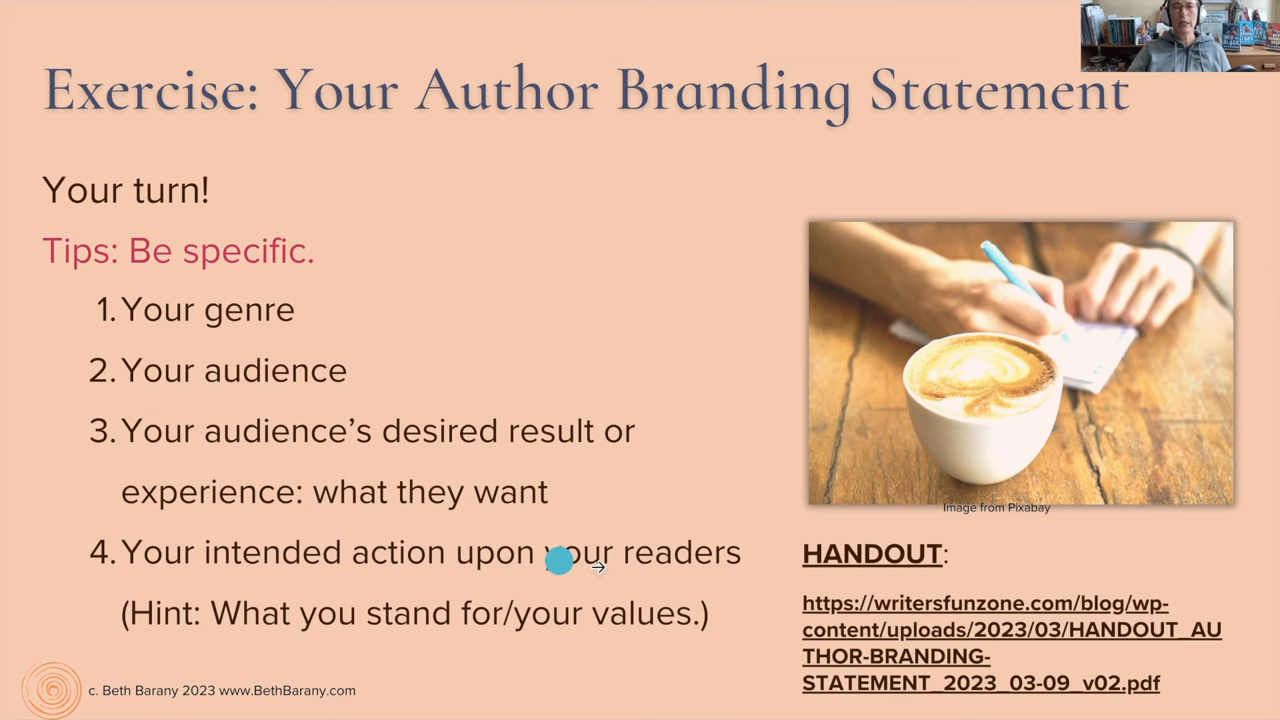 Exercise: Your Author Branding Statement
Your turn!
Tips: Be specific.
1. Your genre
2. Your audience
3. Your audience's desired result or
experience: what they want
4. Your intended action upon your readers
(Hint: What you stand for/your values.)
Image from Pixabay
HANDOUT:
https://writersfunzone.com/blog/wp-
content/uploads/2023/03/HANDOUT_AU
THOR-BRANDING-
STATEMENT_2023_03-09_v02.pdf
c. Beth Barany 2023 www.BethBarany.com